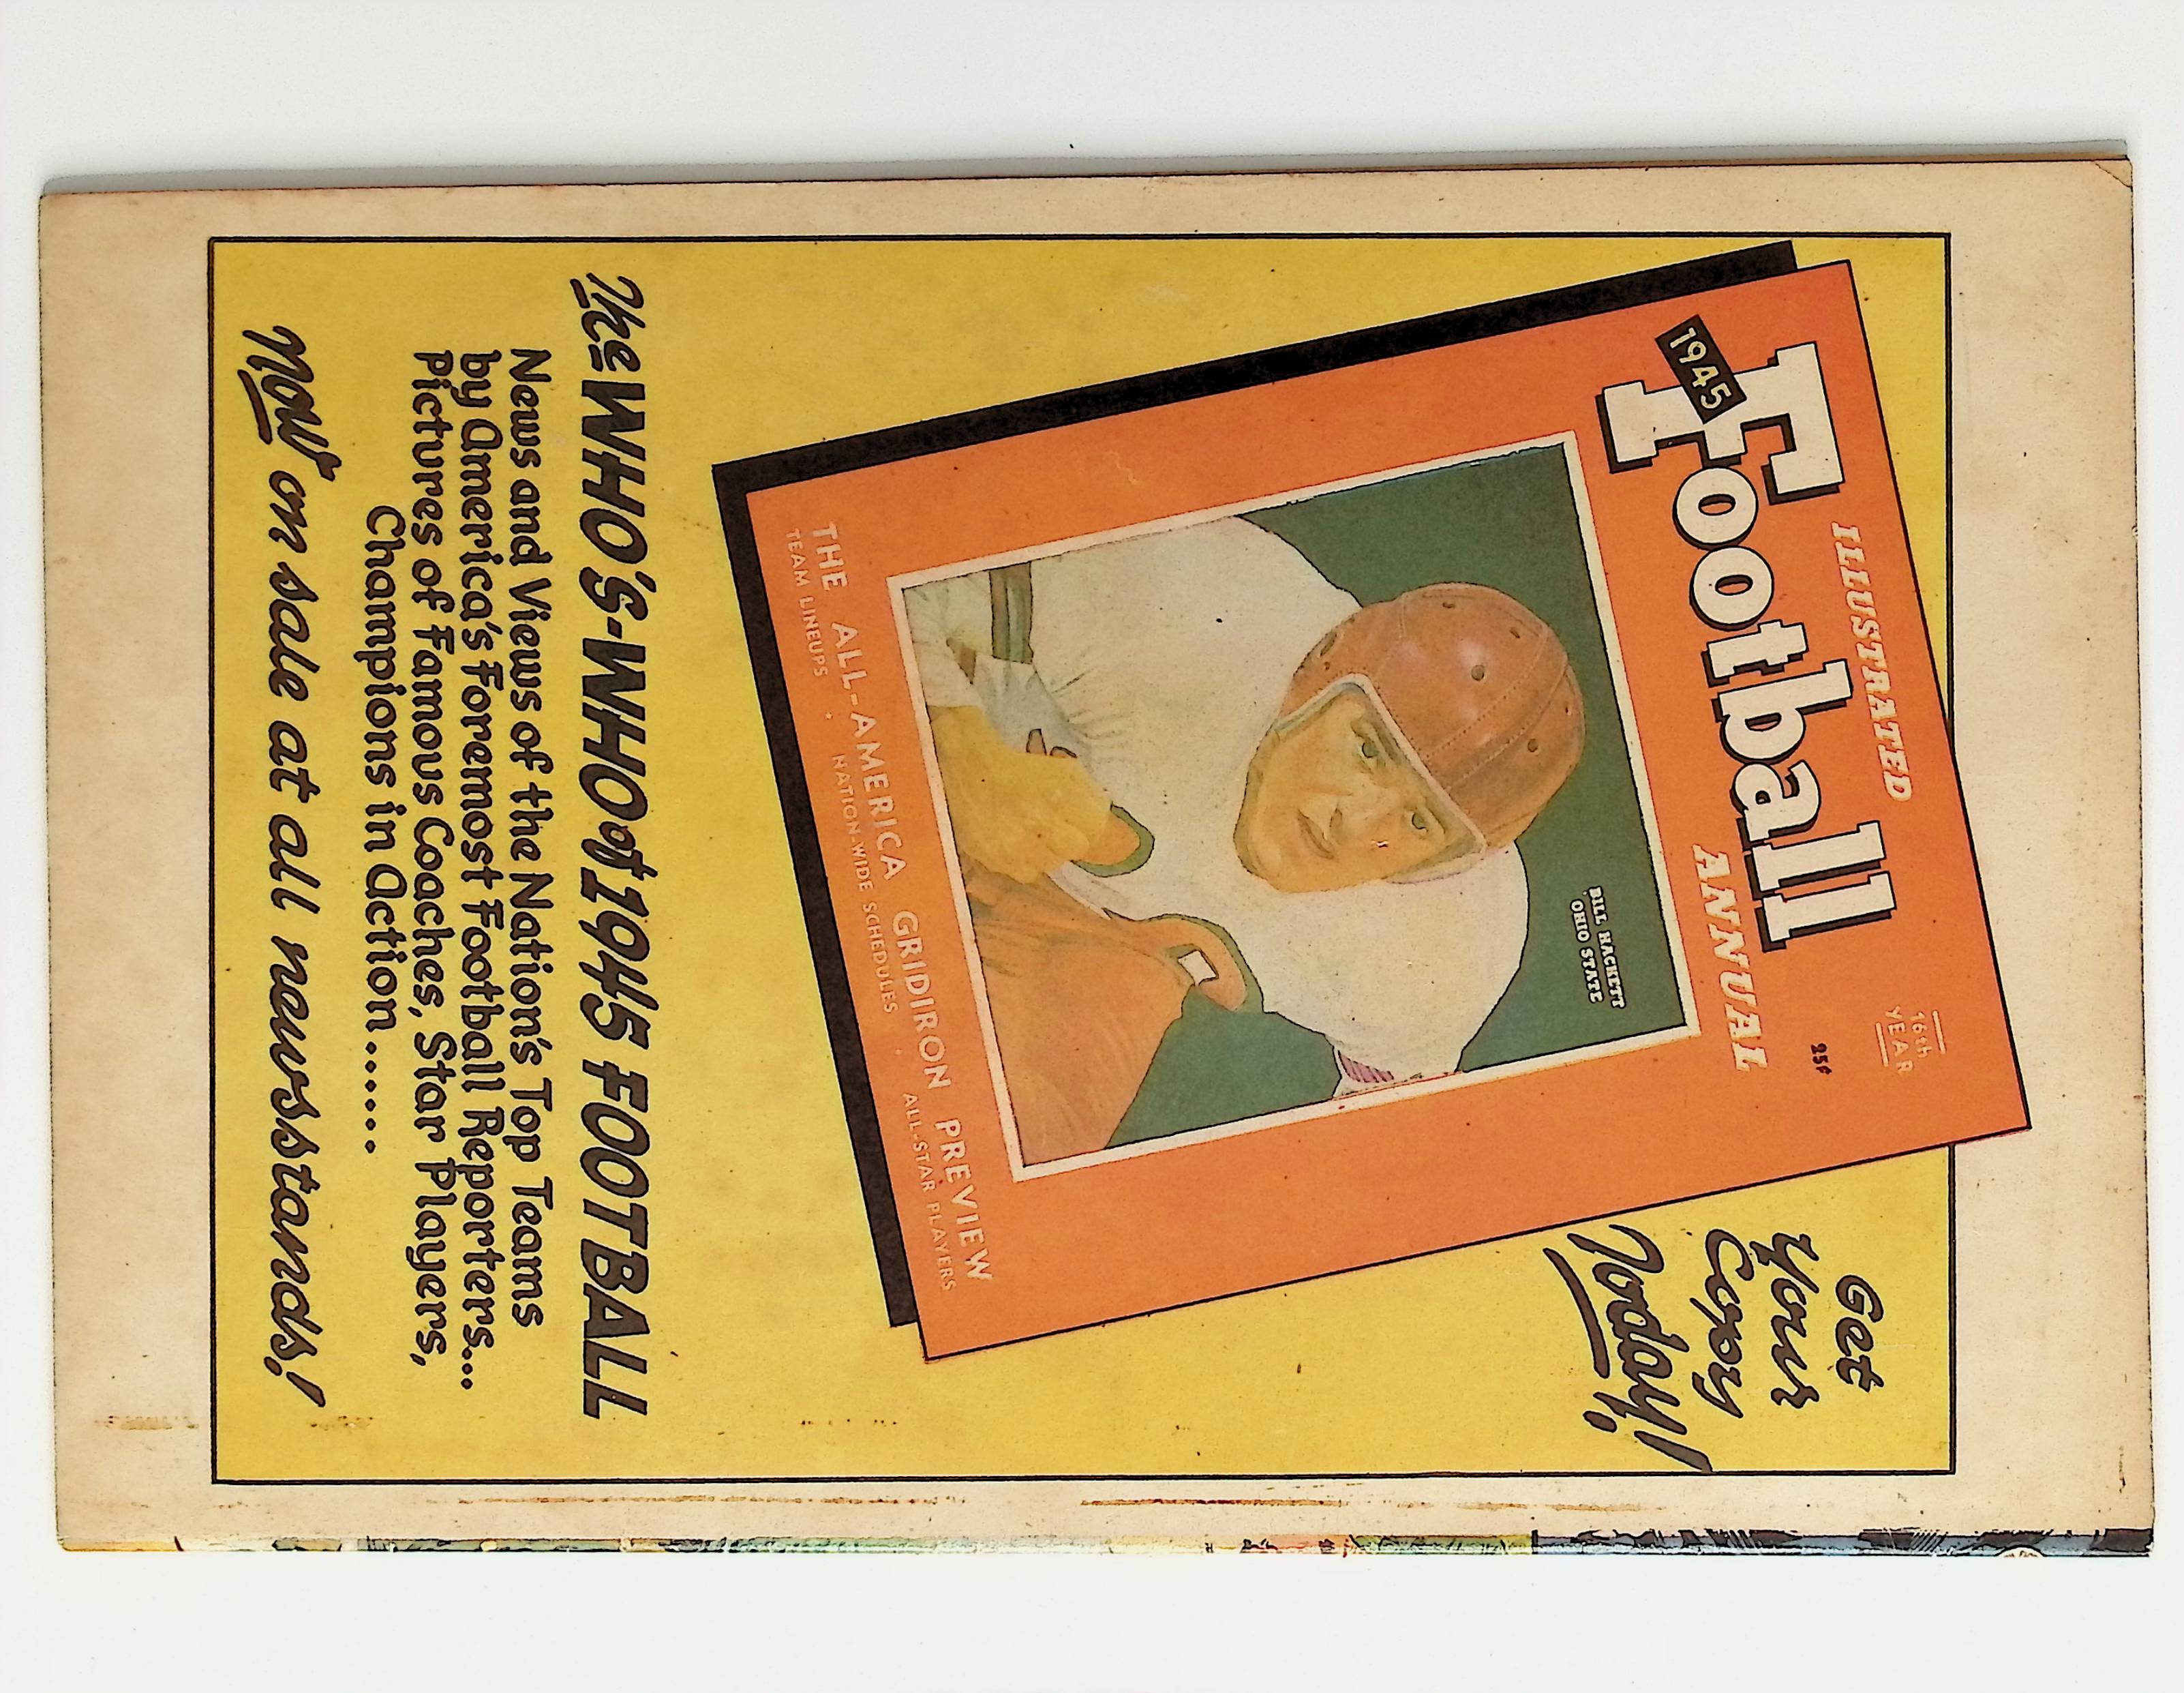 Get
Your
Copy
Today!
ILLUSTRATED
1945
Football
ANNUAL
16th
YEAR
25¢
BILL HACKETT
OHIO STATE
THE ALL-AMERICA GRIDIRON PREVIEW
TEAM LINEUPS · NATION-WIDE SCHEDULES · ALL-STAR PLAYERS
The WHO'S-WHO of 1945 FOOTBALL
News and Views of the Nation's Top Teams
by America's Foremost Football Reporters...
Pictures of Famous Coaches, Star Players,
Champions in Action.......
Now on sale at all newsstands!